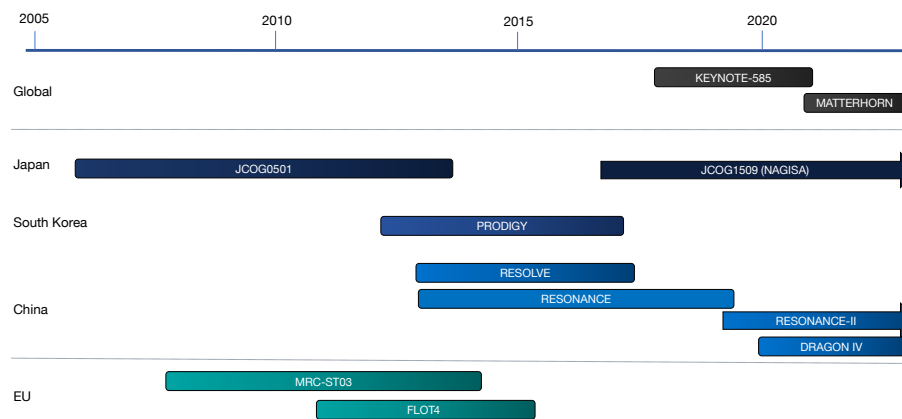 2005 2010 2015 2020
KEYNOTE-585
Global
MATTERHORN
Japan
JCOG0501
JCOG1509 (NAGISA)
South Korea
PRODIGY
RESOLVE
RESONANCE
China
RESONANCE-II
DRAGON IV
MRC-ST03
EU
FLOT4